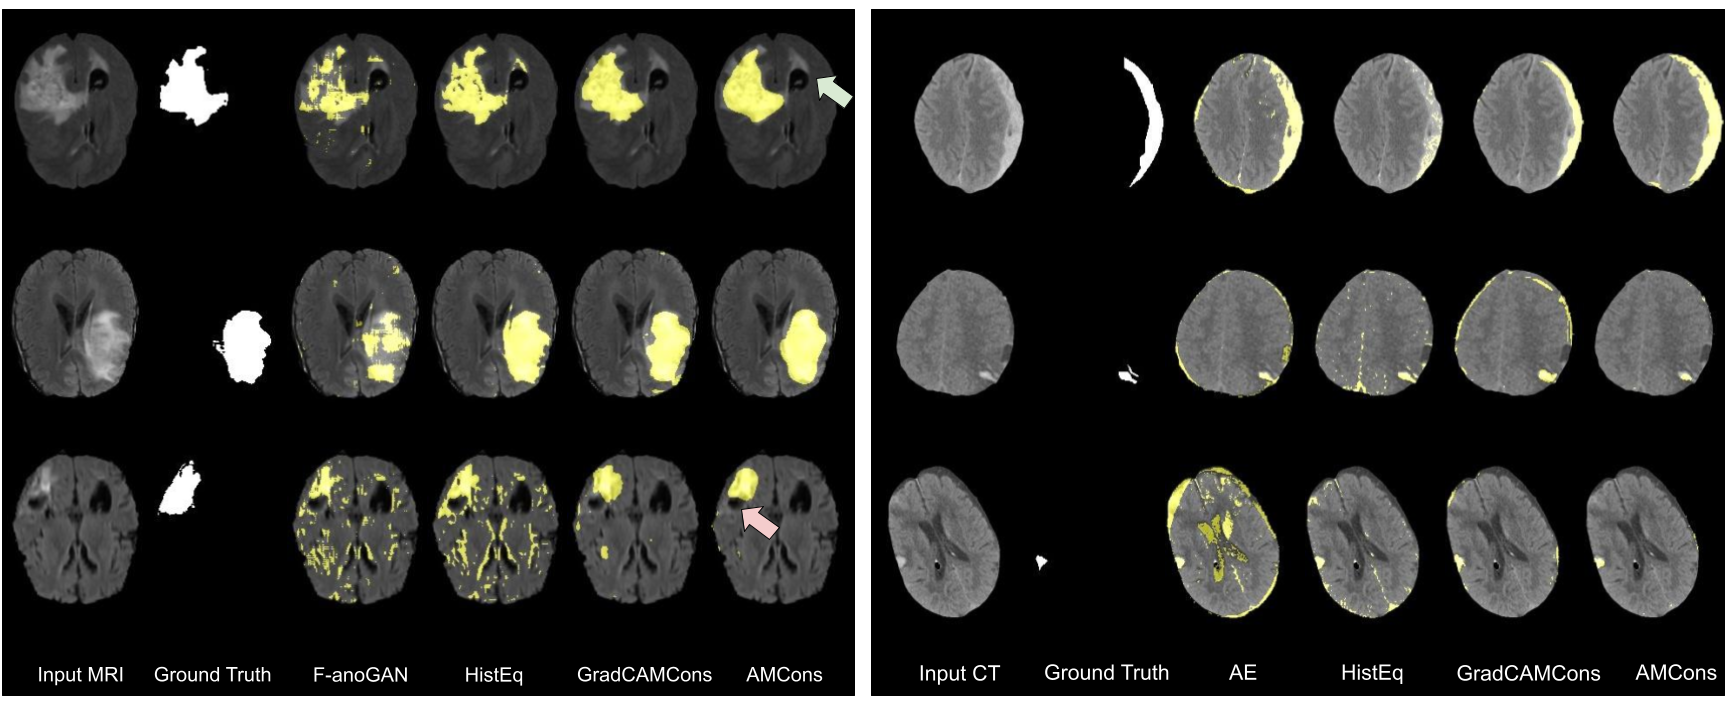 Input MRI Ground Truth F-anoGAN HistEq GradCAMCons AMCons
Input CT Ground Truth AE HistEq GradCAMCons AMCons